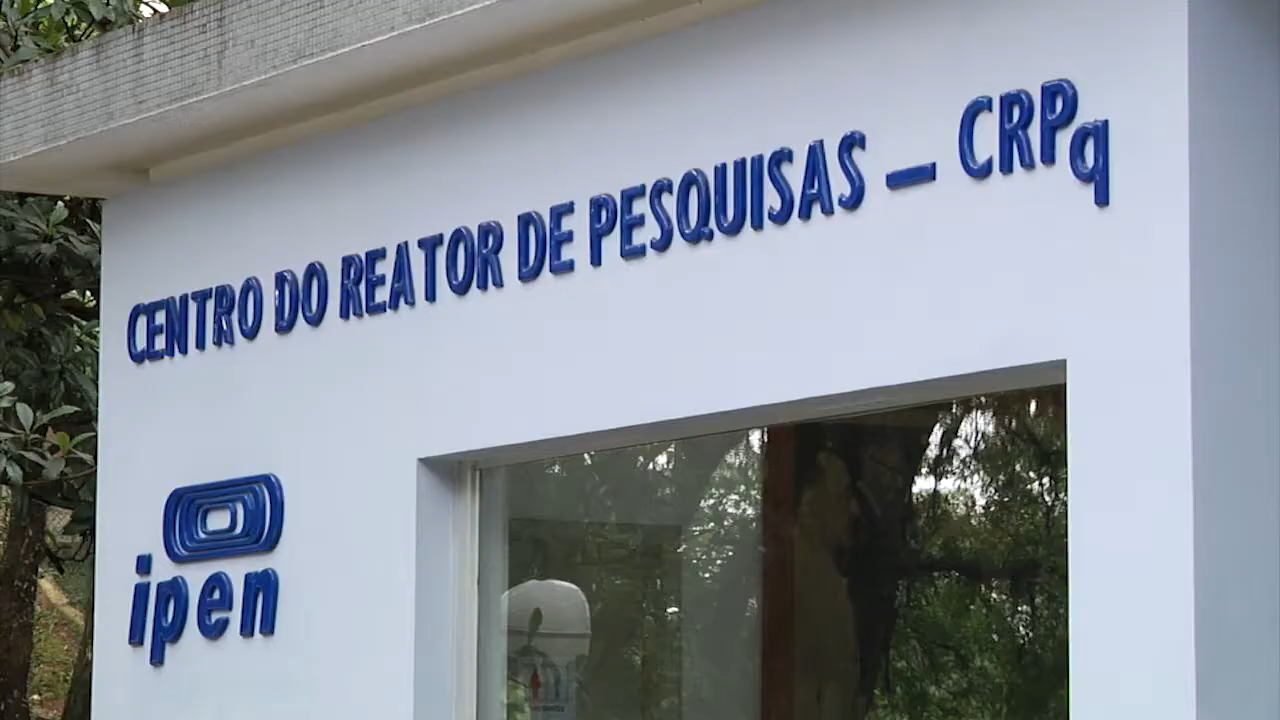 CENTRO DO REATOR DE PESQUISAS – CRPq
ipen